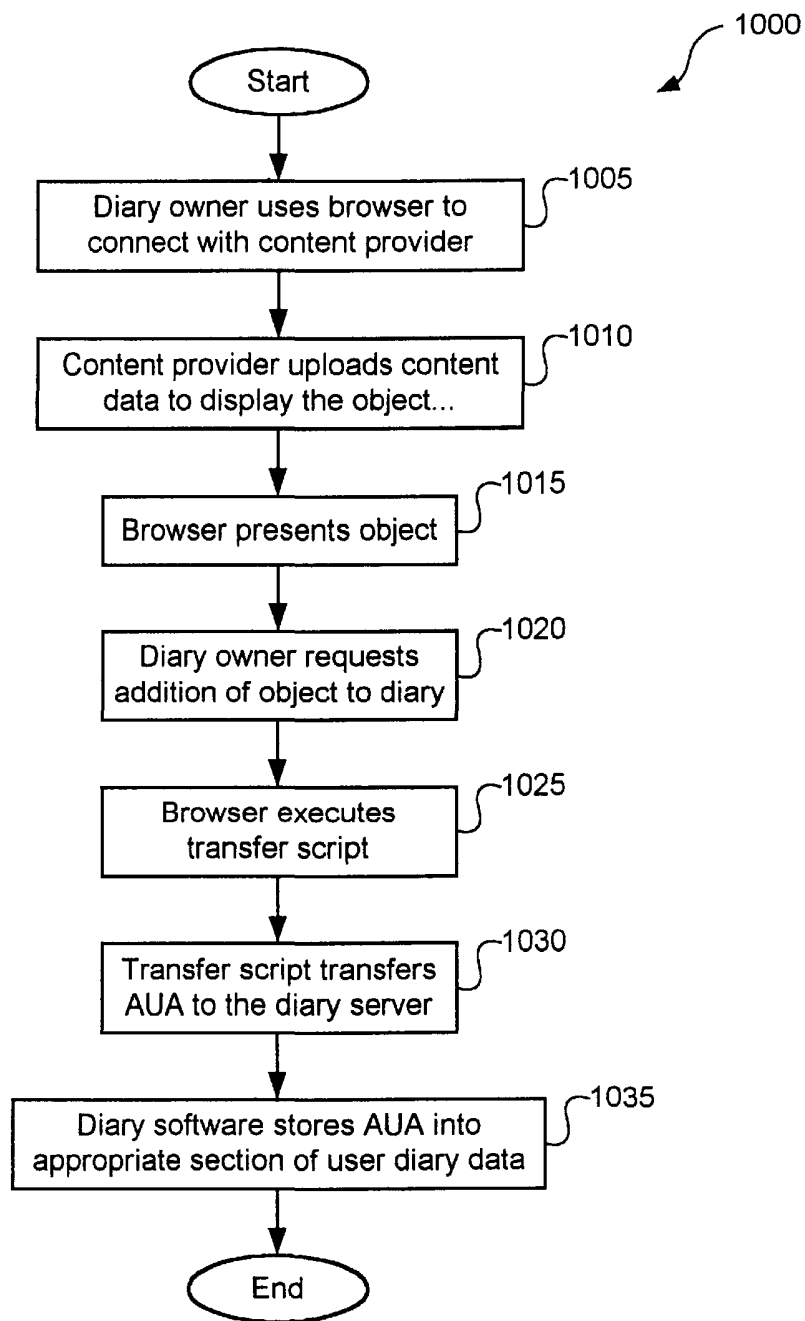 1000
Start
1005
Diary owner uses browser to
connect with content provider
1010
Content provider uploads content
data to display the object...
1015
Browser presents object
1020
Diary owner requests
addition of object to diary
1025
Browser executes
transfer script
1030
Transfer script transfers
AUA to the diary server
1035
Diary software stores AUA into
appropriate section of user diary data
End